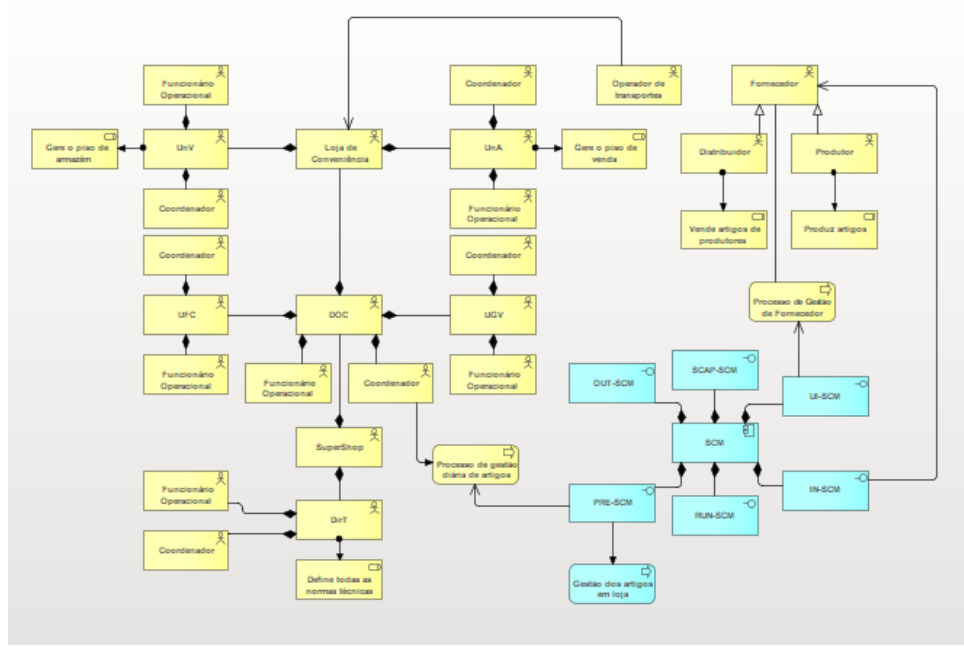 Funcionário
Operacional
Coordenador
Operador de
transportes
Fornecedor
Gere o piso de
armazém
UnV
Loja de
Conveniência
UnA
Gere o piso de
venda
Distribuidor
Produtor
Coordenador
Funcionário
Operacional
Vende artigos de
produtores
Produz artigos
Coordenador
Coordenador
UFC
DOC
UGV
Processo de Gestão
de Fornecedor
Funcionário
Operacional
Funcionário
Operacional
Coordenador
Funcionário
Operacional
OUT-SCM
SCAP-SCM
UI-SCM
SuperShop
SCM
Processo de gestão
diária de artigos
Funcionário
Operacional
PRE-SCM
RUN-SCM
IN-SCM
DirT
Coordenador
Define todas as
normas técnicas
Gestão dos artigos
em loja